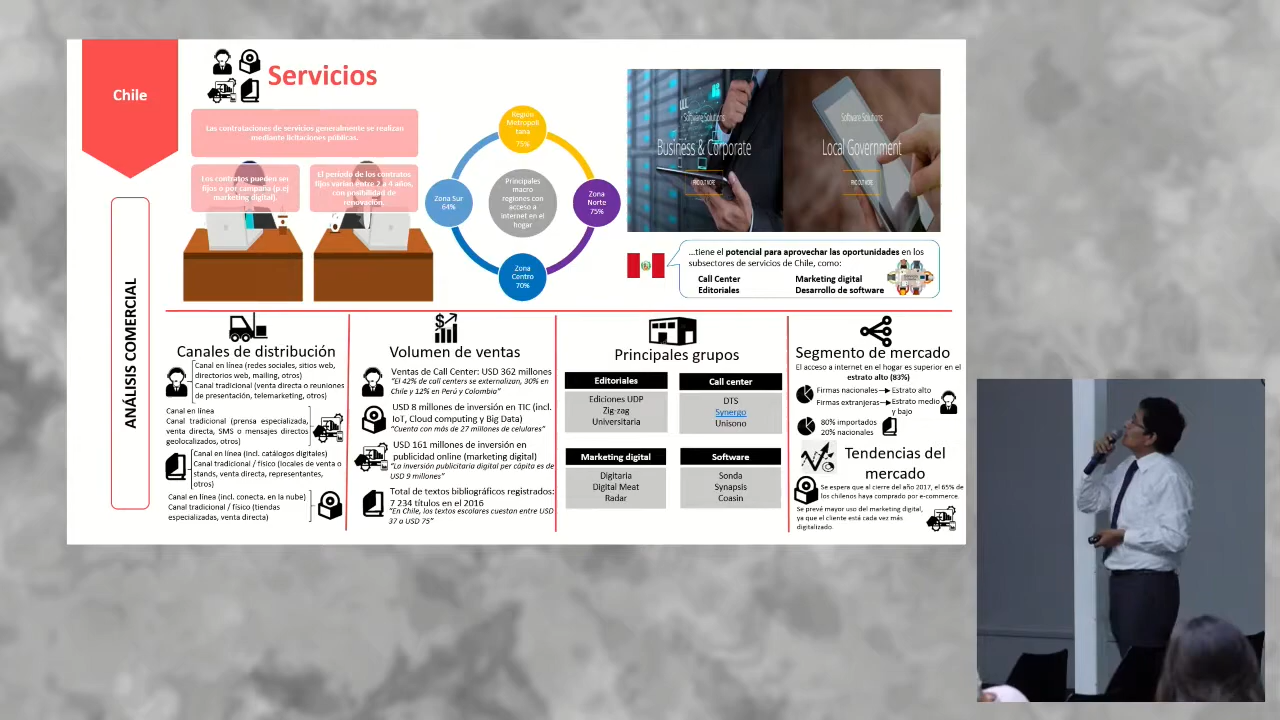 Chile
Servicios
Las contrataciones de servicios generalmente se realizan
mediante licitaciones públicas.
Los contratos pueden ser
fijos o por campaña (p.ej
marketing digital).
El periodo de los contratos
fijos varían entre 2 a 4 años,
con posibilidad de
renovación.
Región
Metropoli
tana
75%
Zona Sur
64%
Principales
macro
regiones con
acceso a
internet en el
hogar
Zona
Norte
75%
Zona
Centro
70%
Software Solutions
Business & Corporate
FIND OUT MORE
Software Solutions
Local Government
FIND OUT MORE
...tiene el potencial para aprovechar las oportunidades en los
subsectores de servicios de Chile, como:
Call Center
Marketing digital
Editoriales
Desarrollo de software
ANÁLISIS COMERCIAL
Canales de distribución
Canal en línea (redes sociales, sitios web,
directorios web, mailing, otros)
Canal tradicional (venta directa o reuniones
de presentación, telemarketing, otros)
Canal en línea
Canal tradicional (prensa especializada,
venta directa, SMS o mensajes directos
geolocalizados, otros)
Canal en línea (incl. catálogos digitales)
Canal tradicional / físico (locales de venta o
stands, venta directa, representantes,
otros)
Canal en línea (incl. conecta. en la nube)
Canal tradicional / físico (tiendas
especializadas, venta directa)
Volumen de ventas
Ventas de Call Center: USD 362 millones
"El 42% de call centers se externalizan, 30% en
Chile y 12% en Perú y Colombia"
USD 8 millones de inversión en TIC (incl.
IoT, Cloud computing y Big Data)
"Cuenta con más de 27 millones de celulares"
USD 161 millones de inversión en
publicidad online (marketing digital)
"La inversión publicitaria digital per cápita es de
USD 9 millones"
Total de textos bibliográficos registrados:
7 234 títulos en el 2016
"En Chile, los textos escolares cuestan entre USD
37 a USD 75"
Principales grupos
Editoriales
Ediciones UDP
Zig-zag
Universitaria
Call center
DTS
Synergo
Unisono
Marketing digital
Digitaria
Digital Meat
Radar
Software
Sonda
Synapsis
Coasin
Segmento de mercado
El acceso a internet en el hogar es superior en el
estrato alto (83%)
Firmas nacionales Estrato alto
Firmas extranjeras Estrato medio
y bajo
80% importados
20% nacionales
Tendencias del
mercado
Se espera que al cierre del año 2017, el 65% de
los chilenos haya comprado por e-commerce.
Se prevé mayor uso del marketing digital,
ya que el cliente está cada vez más
digitalizado.